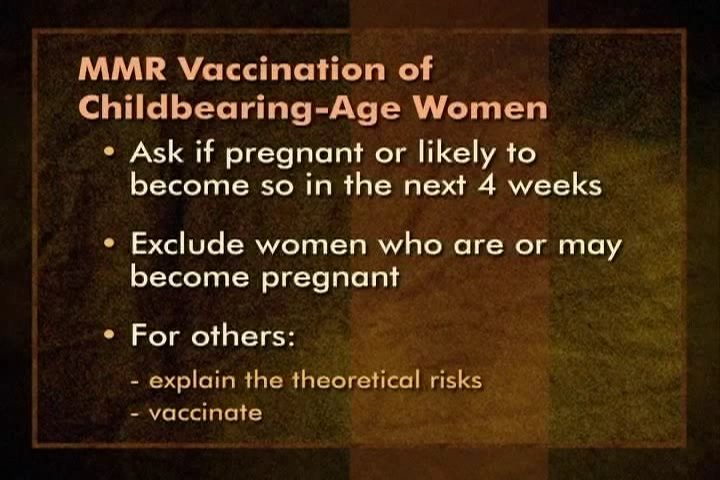 MMR Vaccination of
Childbearing-Age Women
• Ask if pregnant or likely to
become so in the next 4 weeks
• Exclude women who are or may
become pregnant
• For others:
- explain the theoretical risks
- vaccinate